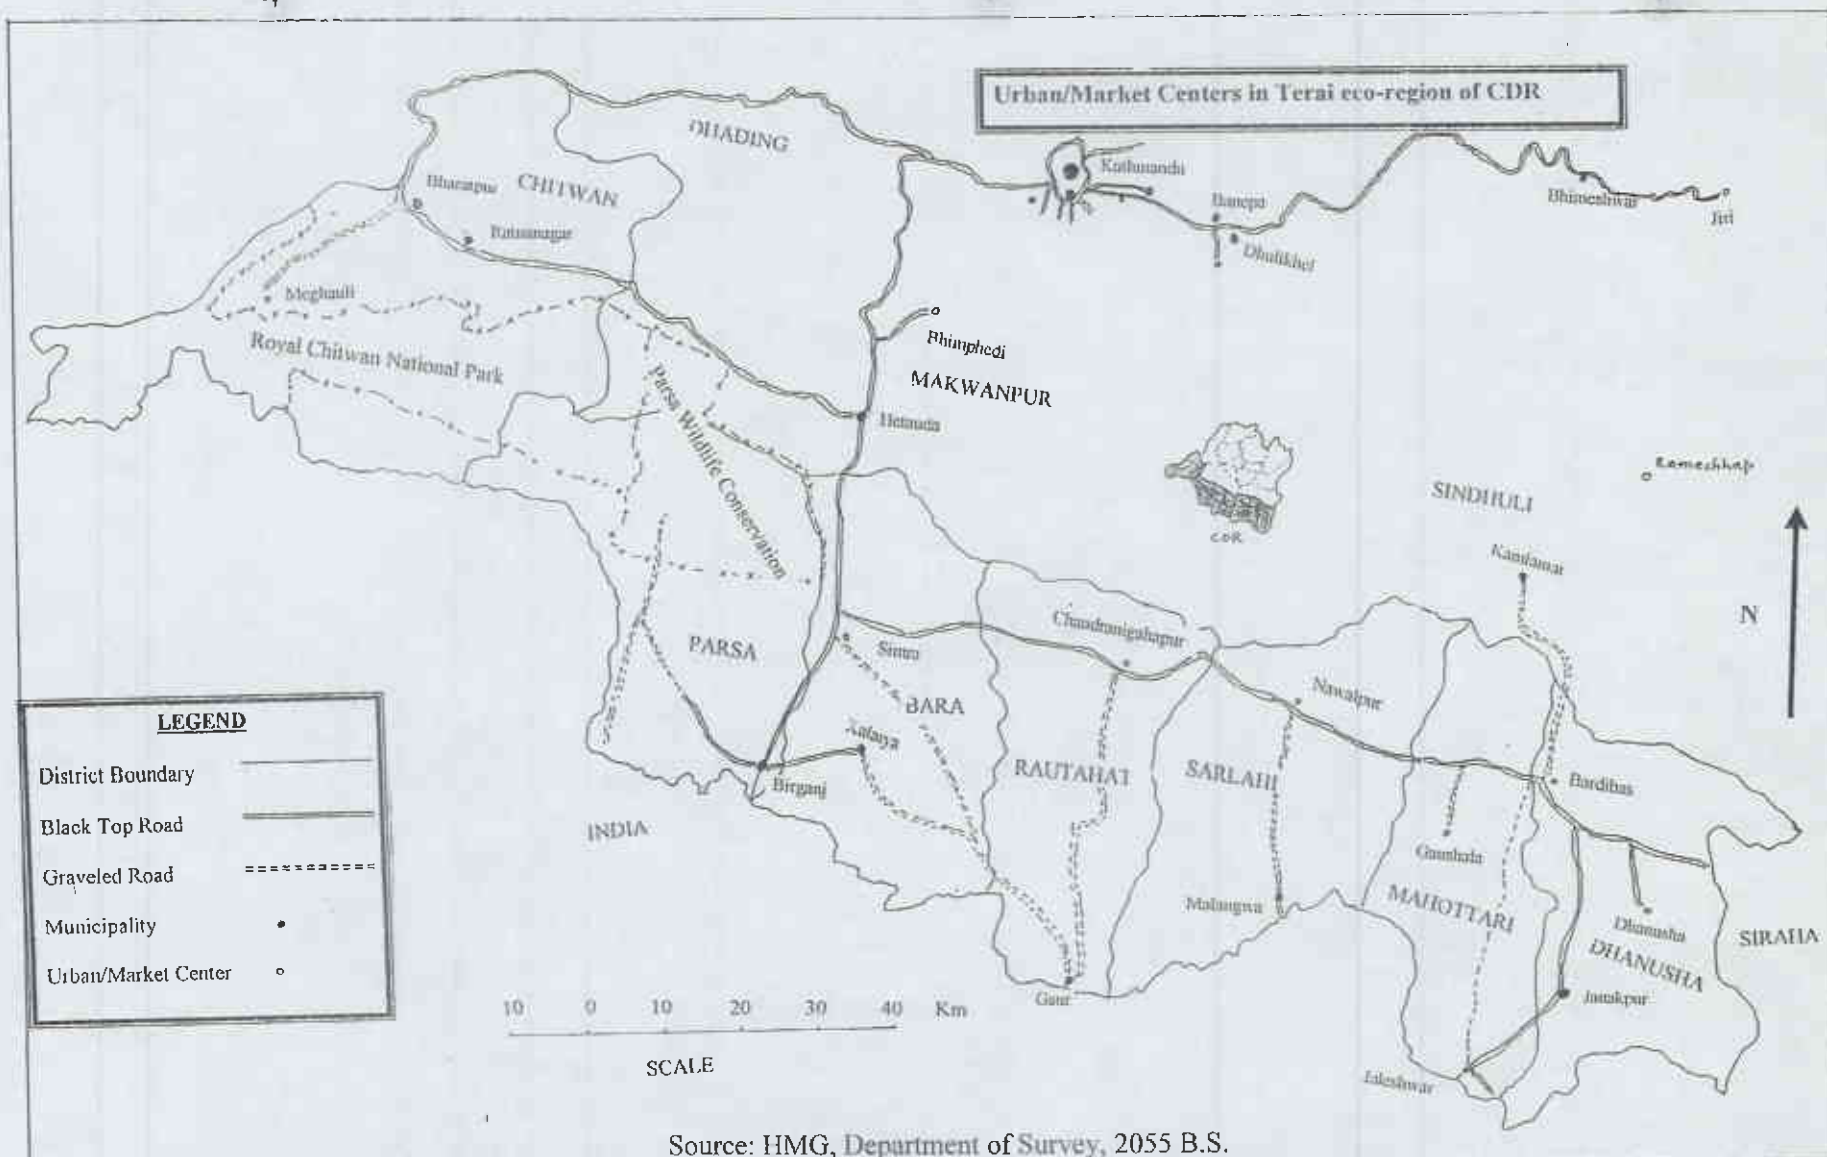 Urban/Market Centers in Terai eco-region of CDR
DHADING
Kathmandu
Bharatpur
CHITWAN
Banepa
Bhimeshwar
Jiri
Ratnanagar
Dhulikhel
Meghauli
Royal Chitwan National Park
Bhimphedi
MAKWANPUR
Parsa Wildlife Conservation
Hetauda
Rameshhap
SINDHULI
CDR
Kamlamai
N
Chandranigahapur
PARSA
Simra
Nawalpur
BARA
Kalaiya
RAUTAHAT
SARLAHI
Birganj
Bardibas
INDIA
Gaushala
Malangwa
MAHOTTARI
Dhanusha
SIRAHA
DHANUSHA
Janakpur
Gaur
Jaleshwar
LEGEND
District Boundary
Black Top Road
Graveled Road
Municipality
Urban/Market Center
10 0 10 20 30 40 Km
SCALE
Source: HMG, Department of Survey, 2055 B.S.